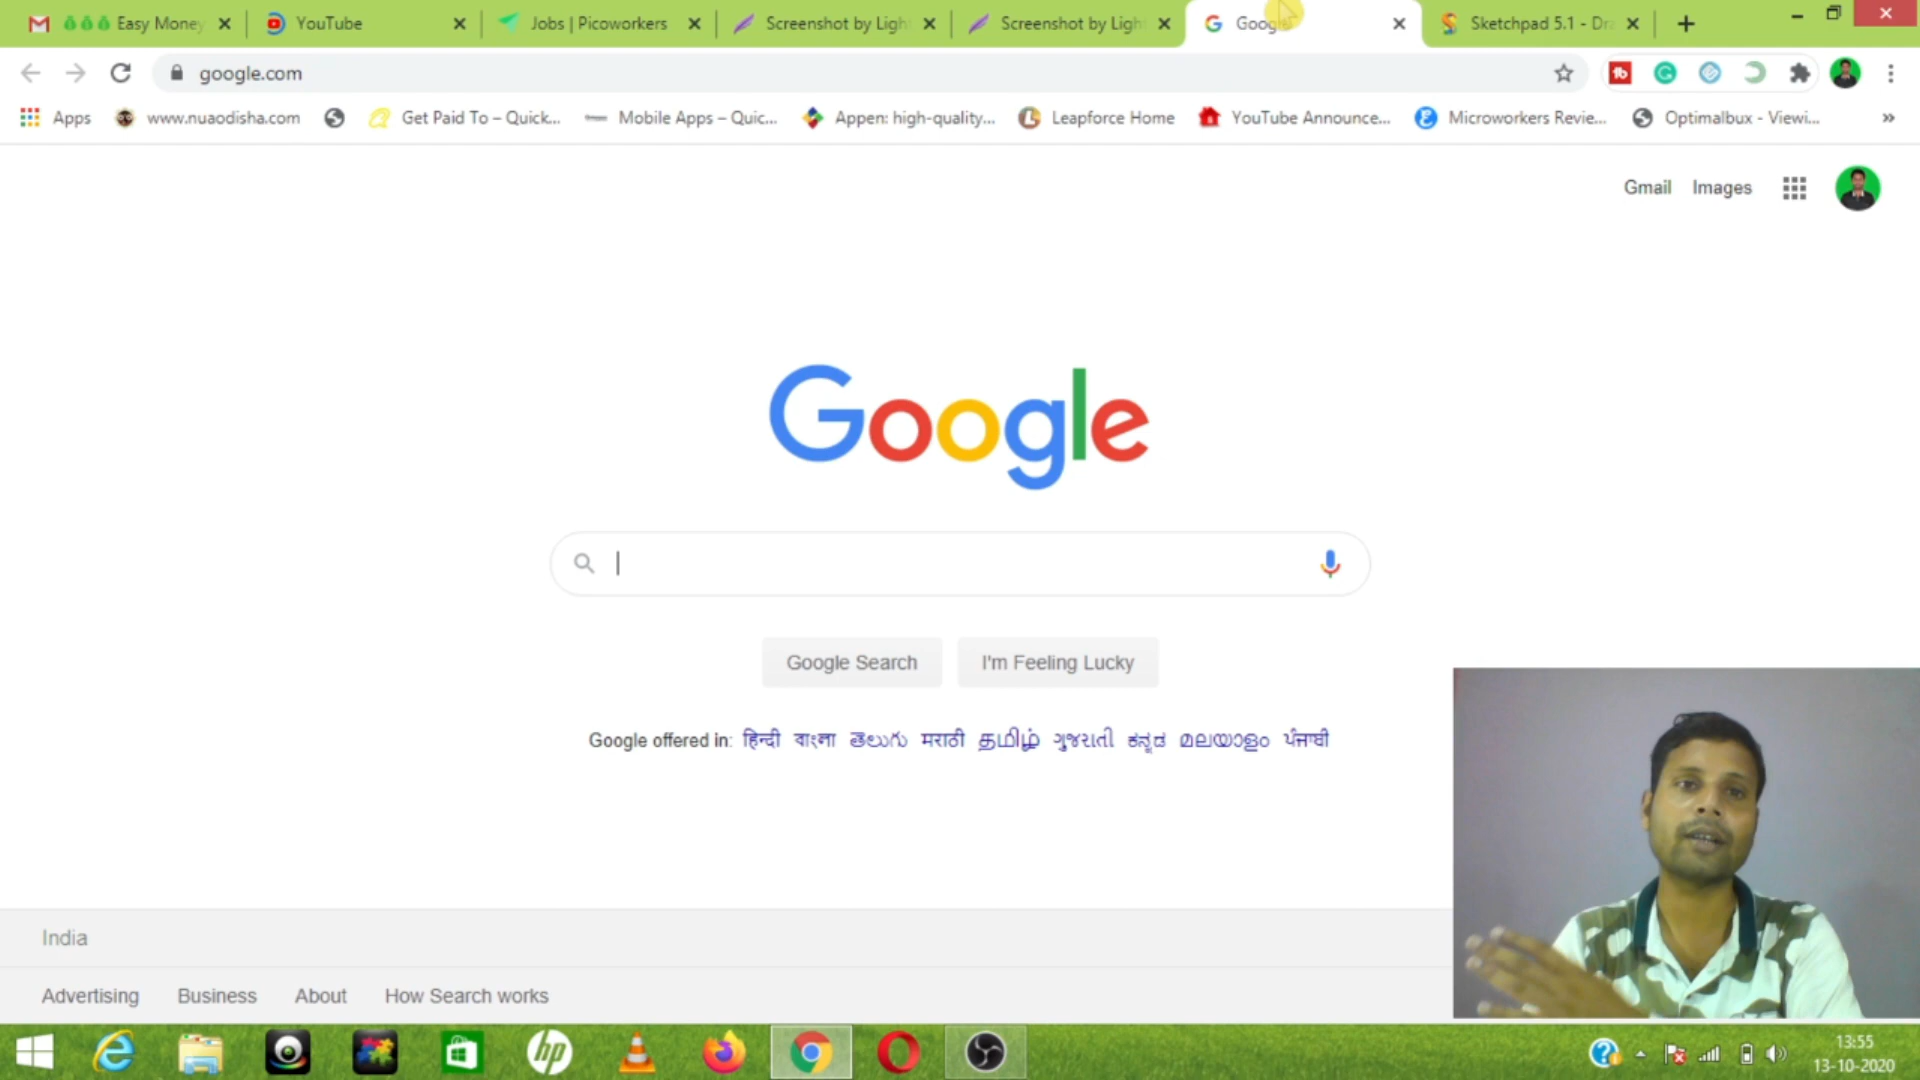 Easy Money
YouTube
Jobs | Picoworkers
Screenshot by Ligh
Screenshot by Ligh
Google
Sketchpad 5.1 - Dra
google.com
Apps
www.nuaodisha.com
Get Paid To – Quick...
Mobile Apps – Quic...
Appen: high-quality...
Leapforce Home
YouTube Announce...
Microworkers Revie...
Optimalbux - Viewi...
»
Gmail Images
Google
Google Search
I'm Feeling Lucky
Google offered in: हिन्दी বাংলা తెలుగు मराठी தமிழ் ગુજરાતી ಕನ್ನಡ മലയാളം ਪੰਜਾਬੀ
India
Advertising Business About How Search works
hp
13:55
13-10-2020